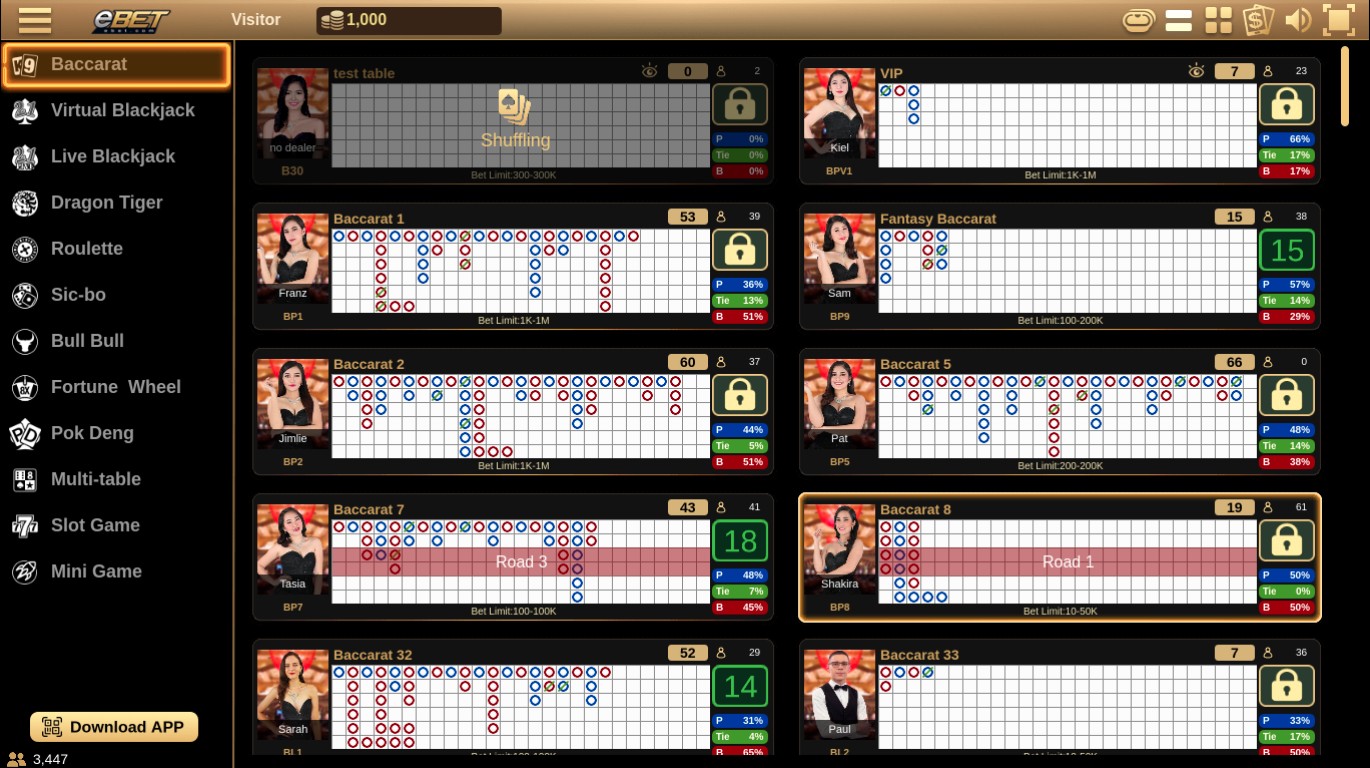 eBET
ebet.com
Visitor
1,000
Baccarat
Virtual Blackjack
Live Blackjack
Dragon Tiger
Roulette
Sic-bo
Bull Bull
Fortune Wheel
Pok Deng
Multi-table
Slot Game
Mini Game
Download APP
3,447
test table
0
2
no dealer
B30
Shuffling
P 0%
Tie 0%
B 0%
Bet Limit:300-300K
VIP
7
23
Kiel
BPV1
P 66%
Tie 17%
B 17%
Bet Limit:1K-1M
Baccarat 1
53
39
Franz
BP1
P 36%
Tie 13%
B 51%
Bet Limit:1K-1M
Fantasy Baccarat
15
38
Sam
BP9
15
P 57%
Tie 14%
B 29%
Bet Limit:100-200K
Baccarat 2
60
37
Jimlie
BP2
P 44%
Tie 5%
B 51%
Bet Limit:1K-1M
Baccarat 5
66
0
Pat
BP5
P 48%
Tie 14%
B 38%
Bet Limit:200-200K
Baccarat 7
43
41
Tasia
BP7
Road 3
18
P 48%
Tie 7%
B 45%
Bet Limit:100-100K
Baccarat 8
19
61
Shakira
BP8
Road 1
P 50%
Tie 0%
B 50%
Bet Limit:10-50K
Baccarat 32
52
29
Sarah
BL1
14
P 31%
Tie 4%
B 65%
Baccarat 33
7
36
Paul
BL2
P 33%
Tie 17%
B 50%